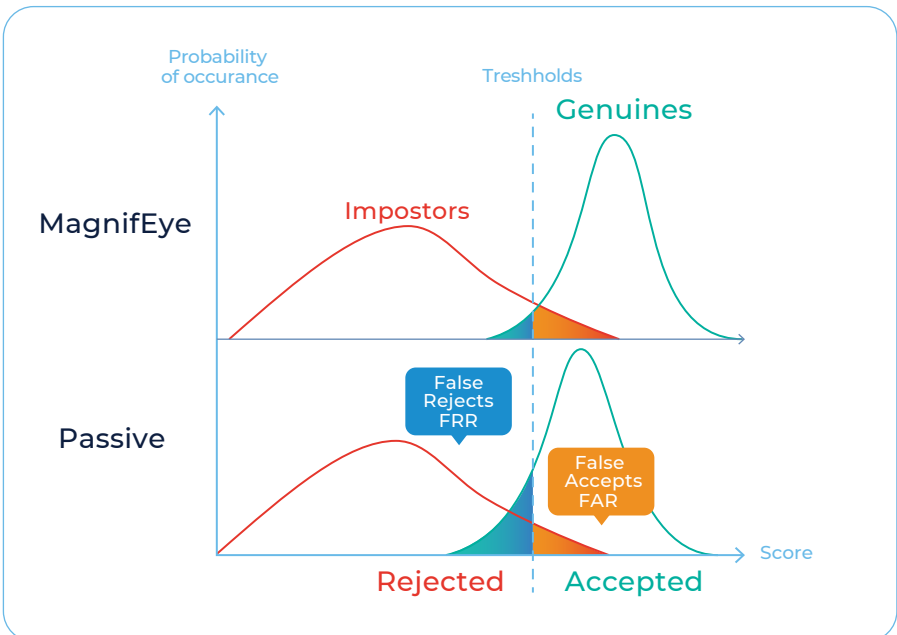 Probability
of occurance
Treshholds
Genuines
Impostors
MagnifEye
False
Rejects
FRR
Passive
False
Accepts
FAR
Score
Rejected
Accepted